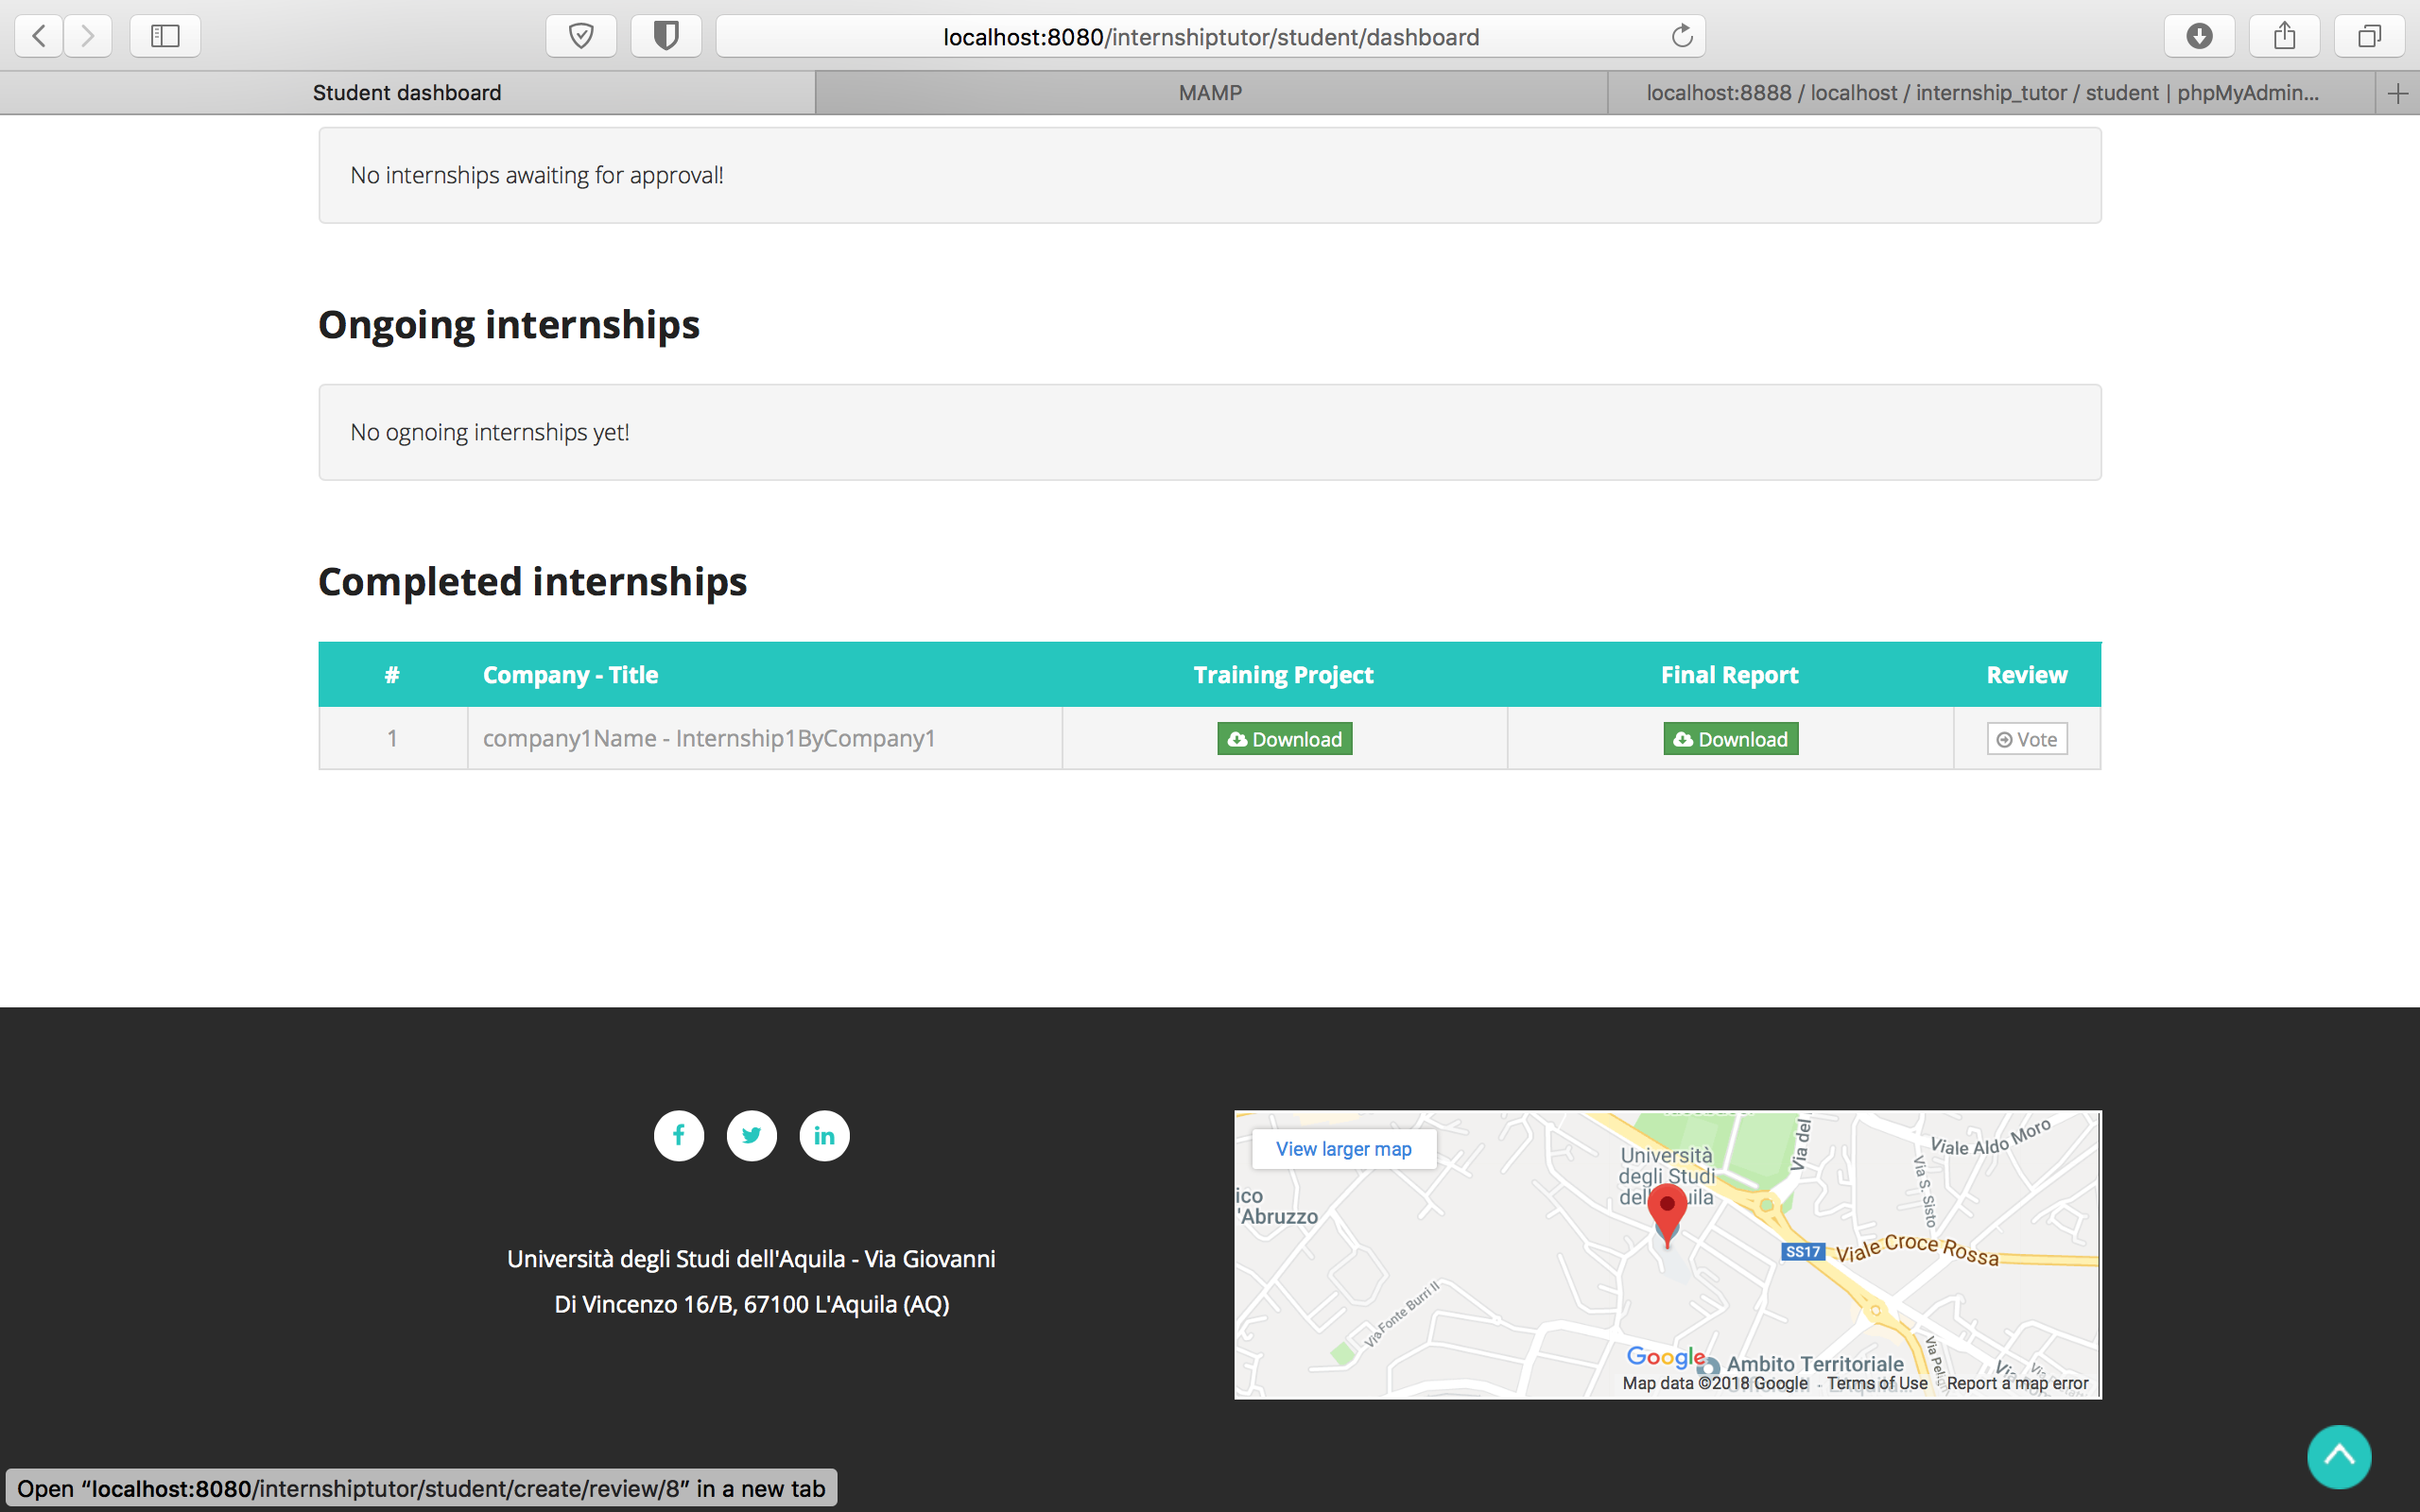 localhost:8080/internshiptutor/student/dashboard
Student dashboard
MAMP
localhost:8888 / localhost / internship_tutor / student | phpMyAdmin...
No internships awaiting for approval!
Ongoing internships
No ognoing internships yet!
Completed internships
# Company - Title Training Project Final Report Review
1 company1Name - Internship1ByCompany1 Download Download Vote
f
in
Università degli Studi dell'Aquila - Via Giovanni
Di Vincenzo 16/B, 67100 L'Aquila (AQ)
View larger map
Università
degli Studi
Via del
Viale Aldo Moro
Via S. Sisto
ico
'Abruzzo
SS17
Viale Croce Rossa
Via Fonte Burri II
Google
Ambito Territoriale
Map data ©2018 Google
Terms of Use
Report a map error
Open “localhost:8080/internshiptutor/student/create/review/8” in a new tab